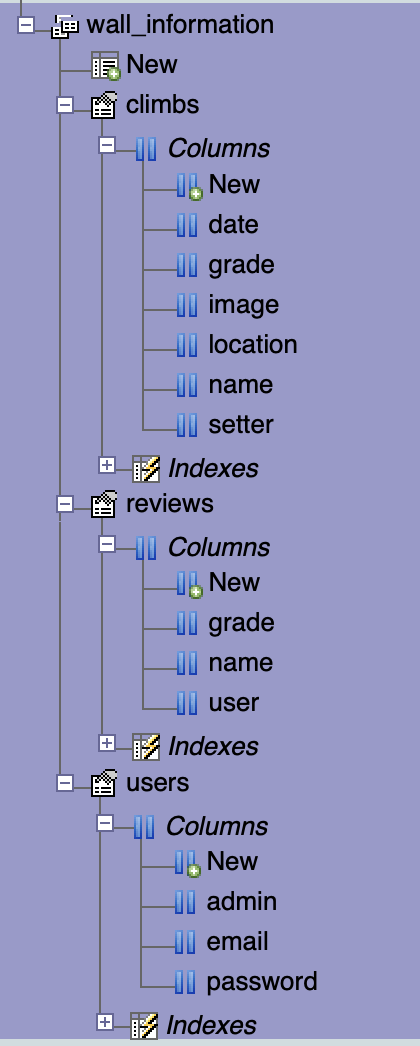 wall_information
New
climbs
Columns
New
date
grade
image
location
name
setter
Indexes
reviews
Columns
New
grade
name
user
Indexes
users
Columns
New
admin
email
password
Indexes